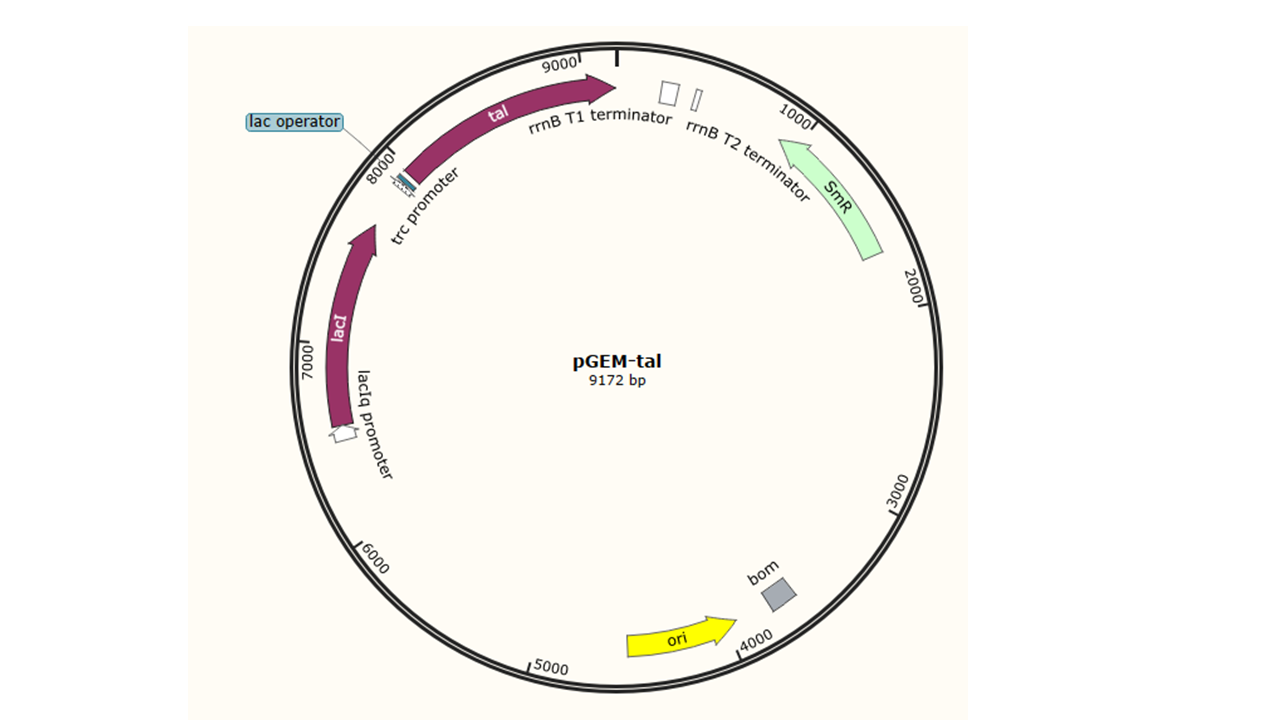 9000
tal
rrnB T1 terminator
rrnB T2 terminator
1000
lac operator
8000
trc promoter
SmR
2000
lacI
7000
pGEM-tal
9172 bp
lacIq promoter
3000
6000
bom
ori
4000
5000